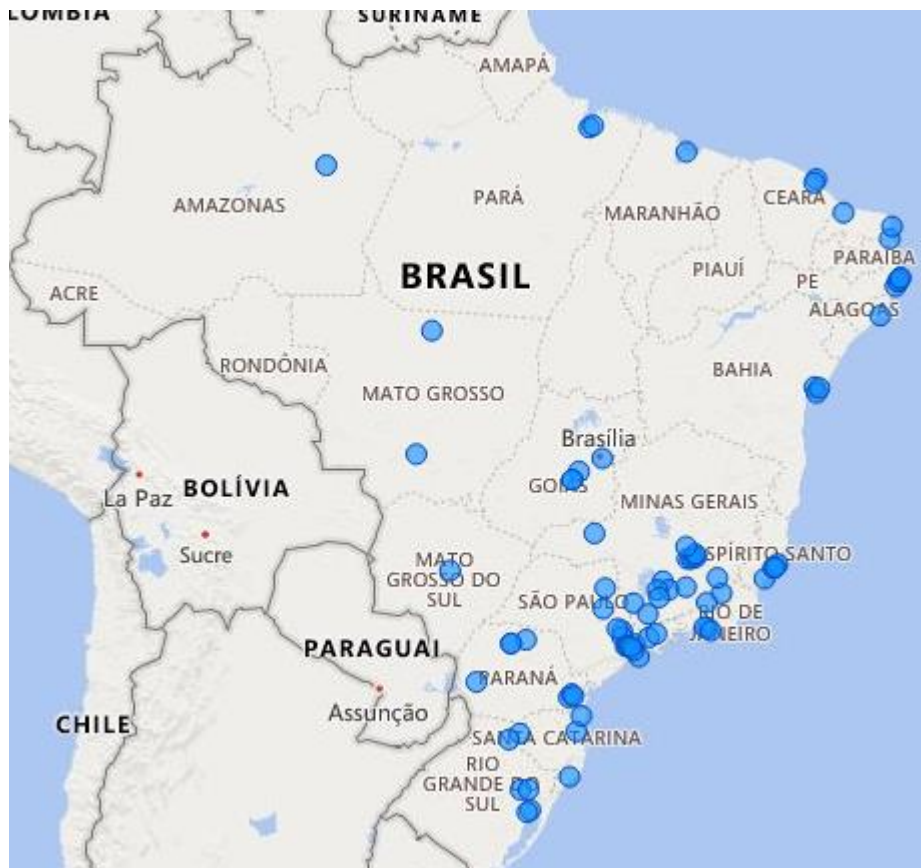 LOMBIA
SURINAME
AMAPÁ
AMAZONAS
PARÁ
MARANHÃO
CEARÁ
BRASIL
PIAUÍ
PARAÍBA
PE
ACRE
ALAGOAS
RONDÔNIA
MATO GROSSO
BAHIA
Brasília
GOIÁS
La Paz
BOLÍVIA
MINAS GERAIS
Sucre
MATO
GROSSO DO
SUL
SPÍRITO SANTO
SÃO PAULO
RIO DE
JANEIRO
PARAGUAI
PARANÁ
Assunção
CHILE
SANTA CATARINA
RIO
GRANDE DO
SUL